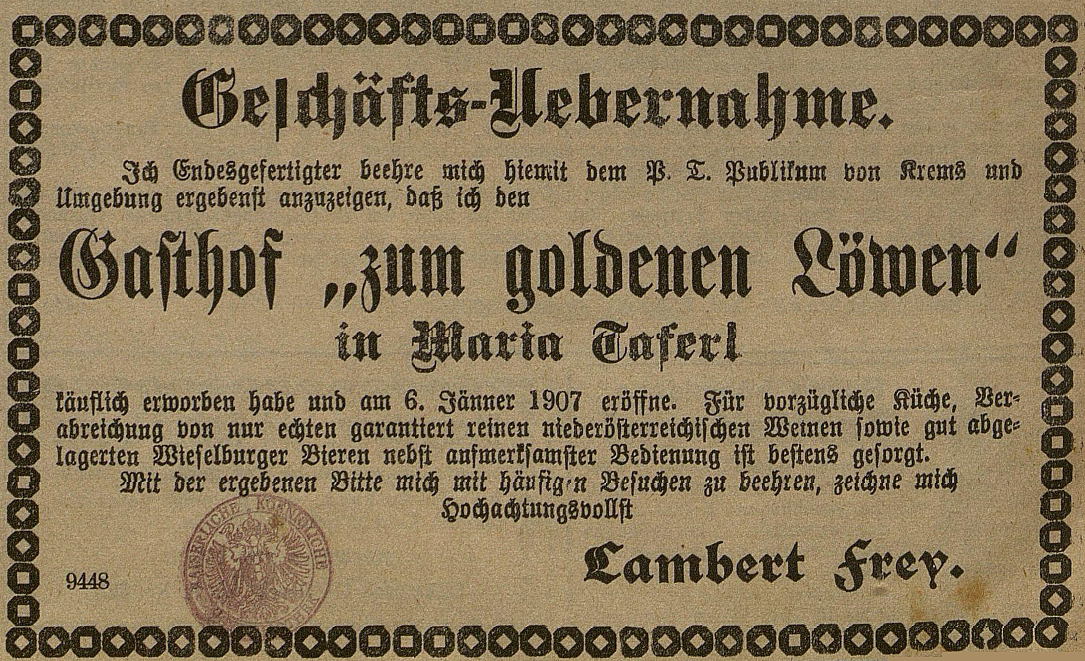 Geschäfts-Uebernahme.
Ich Endesgefertigter beehre mich hiemit dem P. T. Publikum von Krems und
Umgebung ergebenst anzuzeigen, daß ich den
Gasthof „zum goldenen Löwen“
in Maria Taferl
käuflich erworben habe und am 6. Jänner 1907 eröffne. Für vorzügliche Küche, Ver-
abreichung von nur echten garantiert reinen niederösterreichischen Weinen sowie gut abge-
lagerten Wieselburger Bieren nebst aufmerksamster Bedienung ist bestens gesorgt.
Mit der ergebenen Bitte mich mit häufigen Besuchen zu beehren, zeichne mich
Hochachtungsvollst
Lambert Frey.
9448
KAISERLICHE KOENIGLICHE